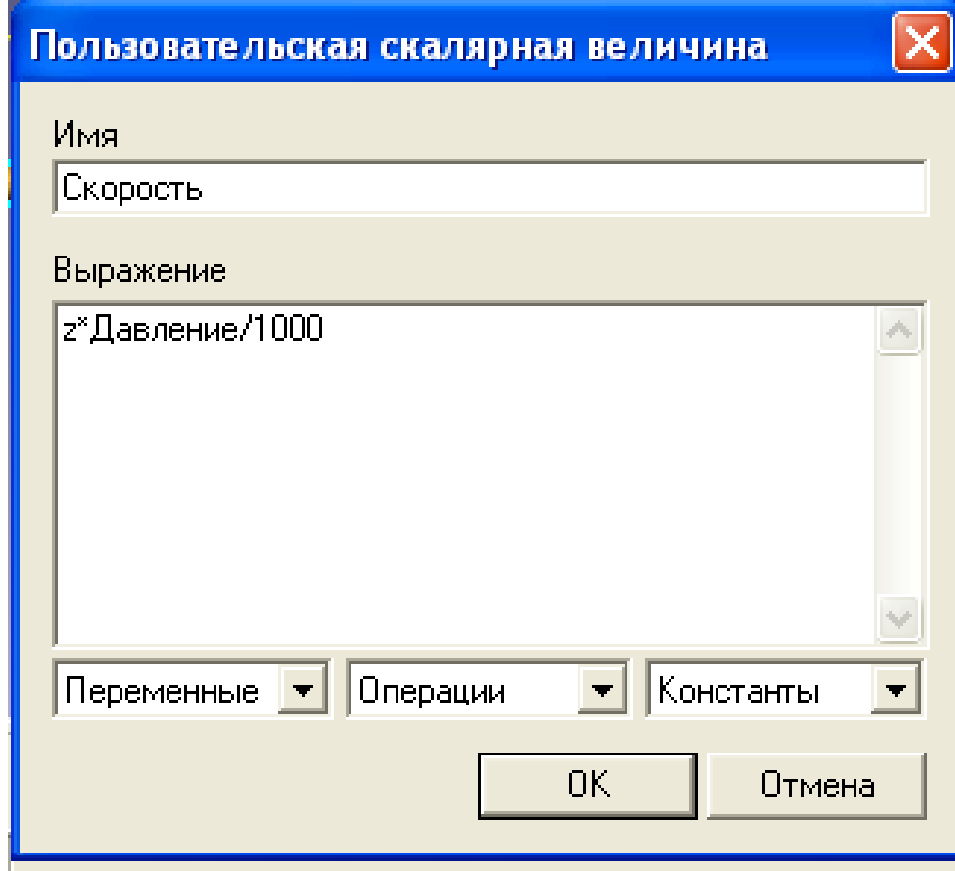 Пользовательская скалярная величина
Имя
Скорость
Выражение
z*Давление/1000
Переменные Операции Константы
OK Отмена